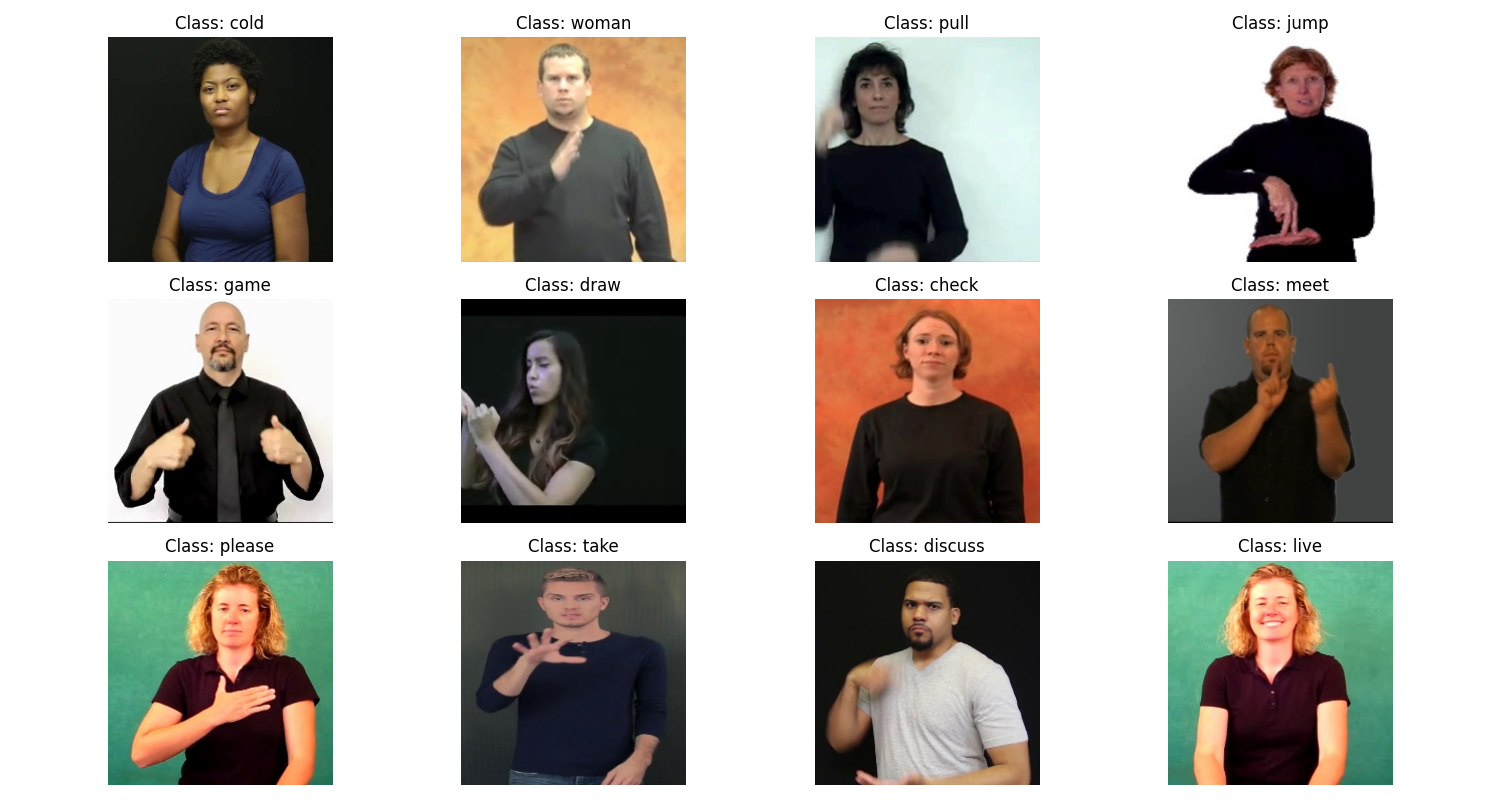 Class: cold
Class: woman
Class: pull
Class: jump
Class: game
Class: draw
Class: check
Class: meet
Class: please
Class: take
Class: discuss
Class: live